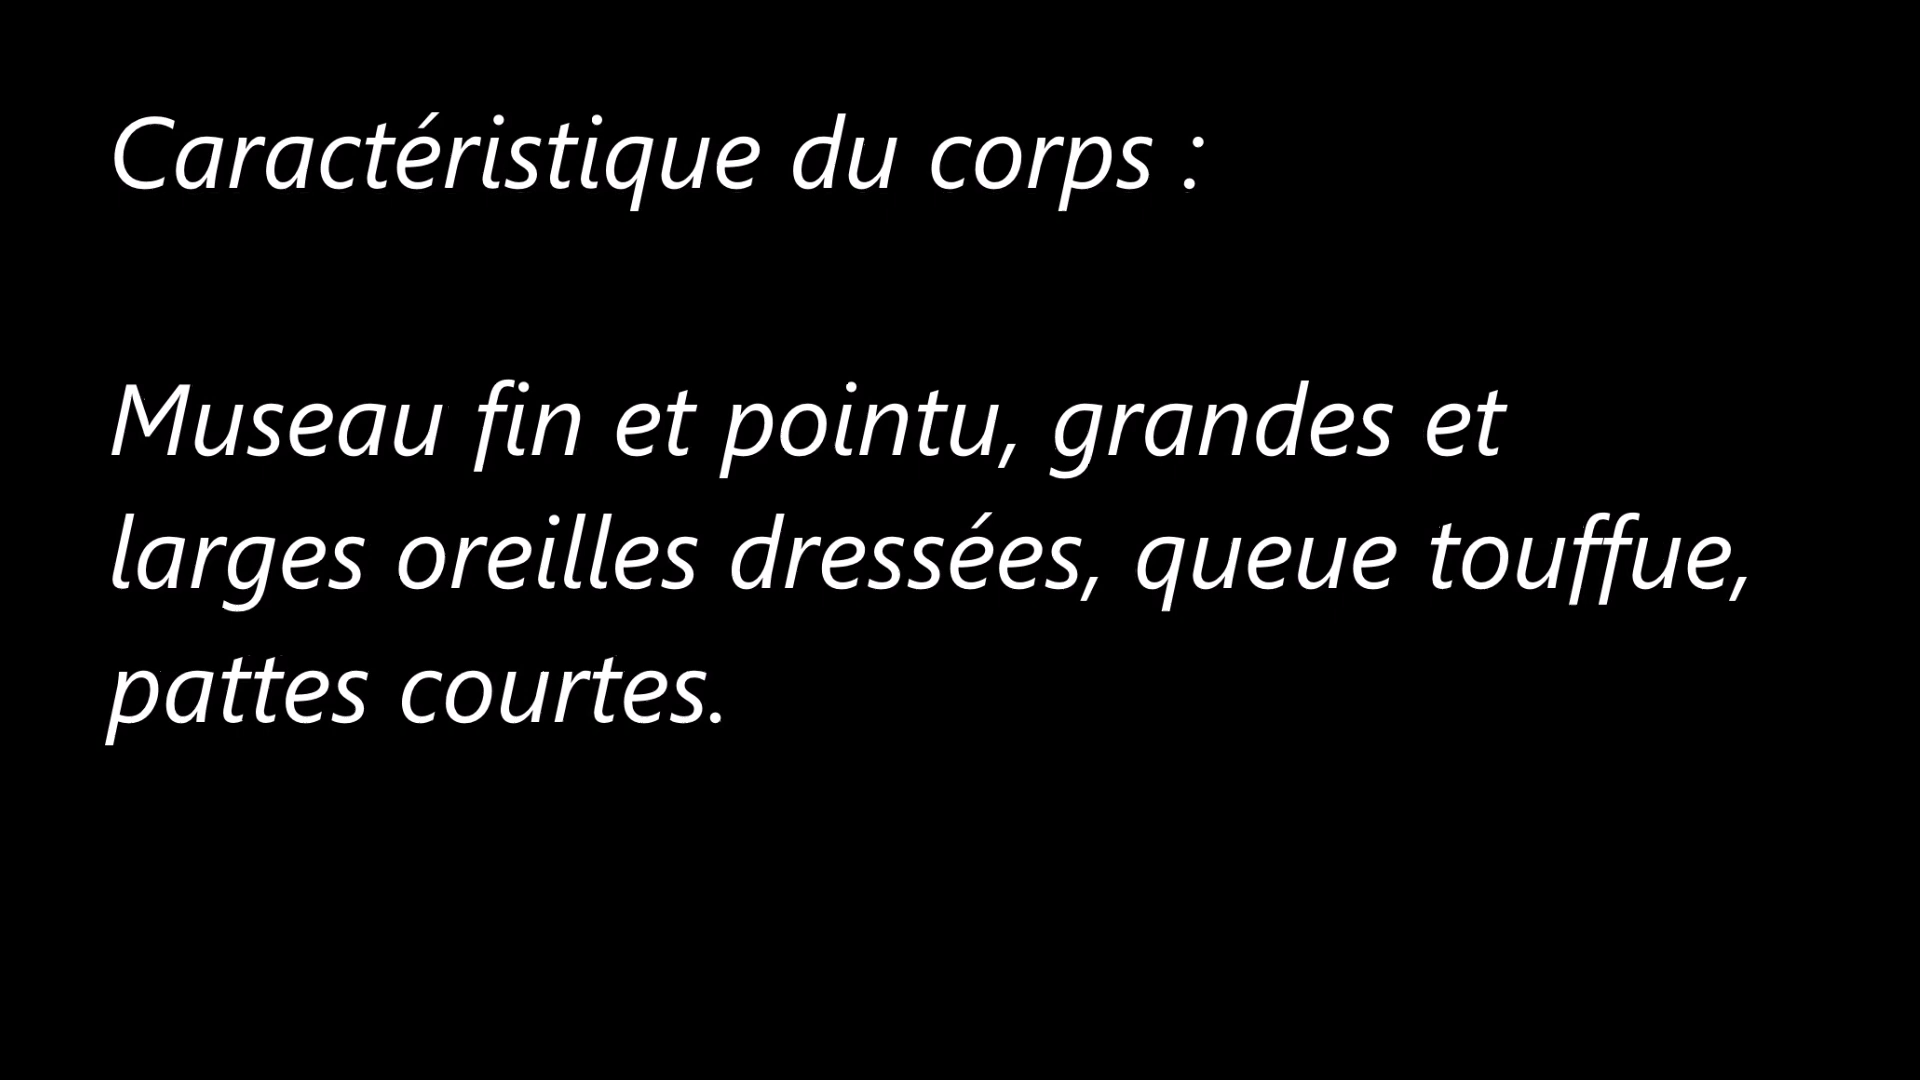 Caractéristique du corps :
Museau fin et pointu, grandes et
larges oreilles dressées, queue touffue,
pattes courtes.